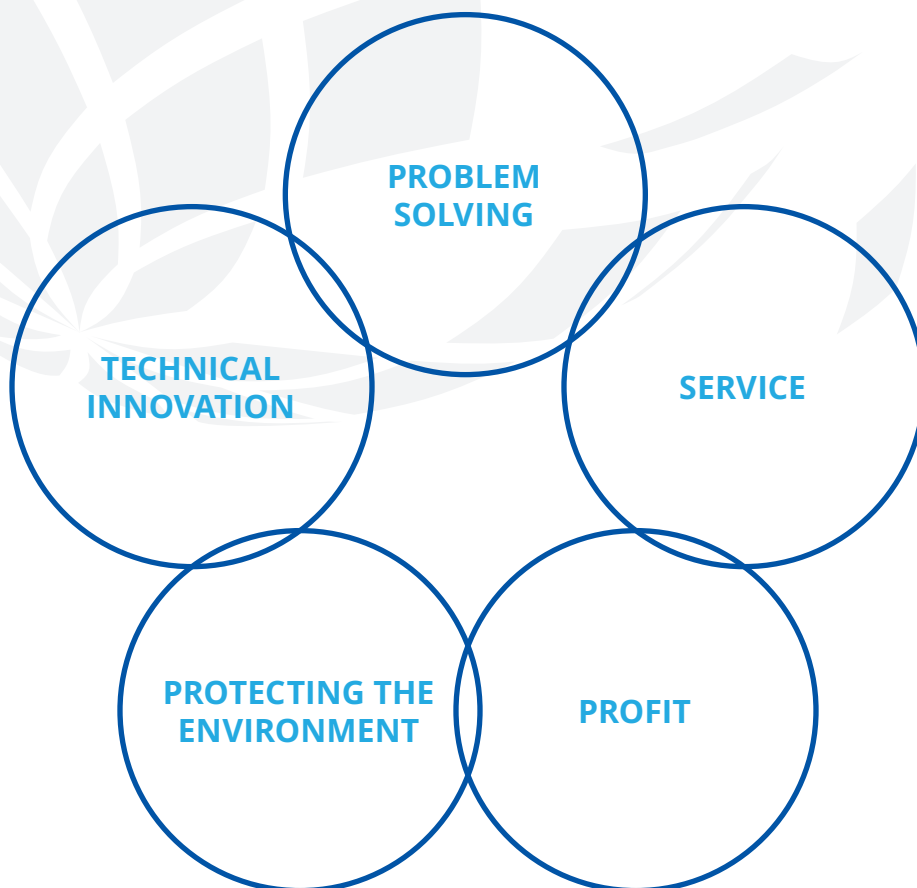 PROBLEM
SOLVING
TECHNICAL
INNOVATION
SERVICE
PROTECTING THE
ENVIRONMENT
PROFIT